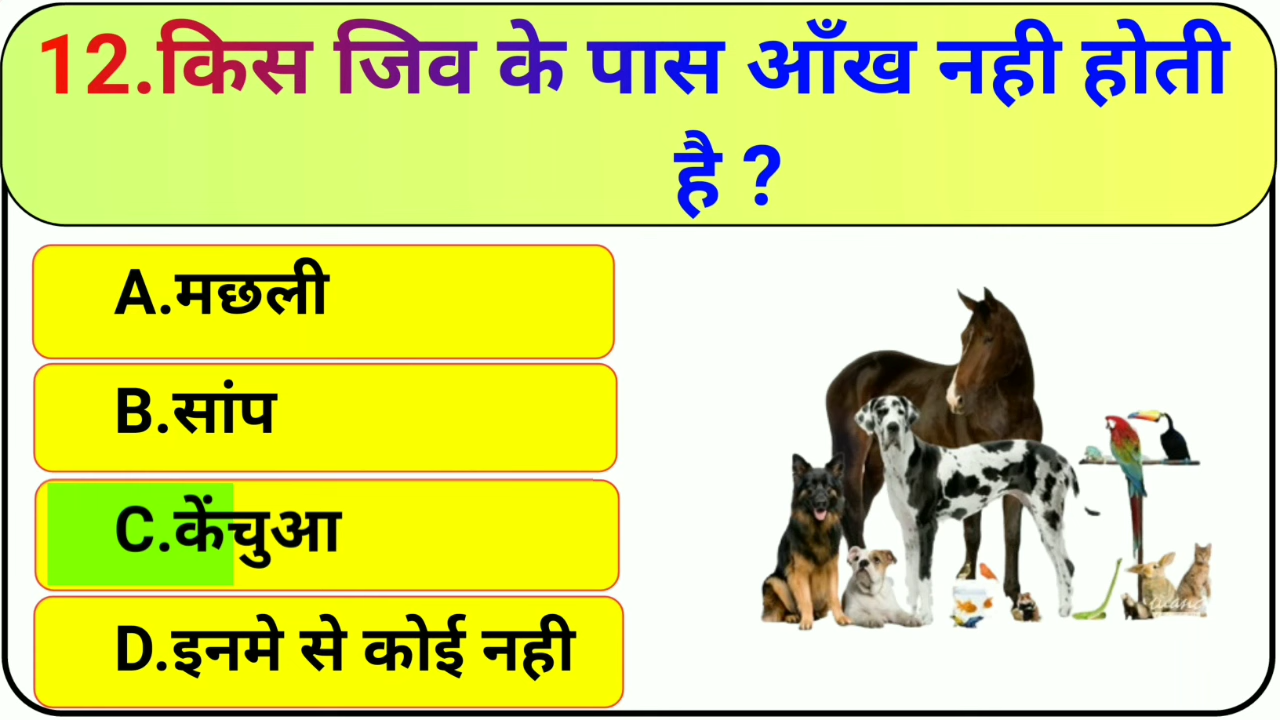 12.किस जिव के पास आँख नही होती
है ?
A.मछली
B.सांप
C.केंचुआ
D.इनमे से कोई नही